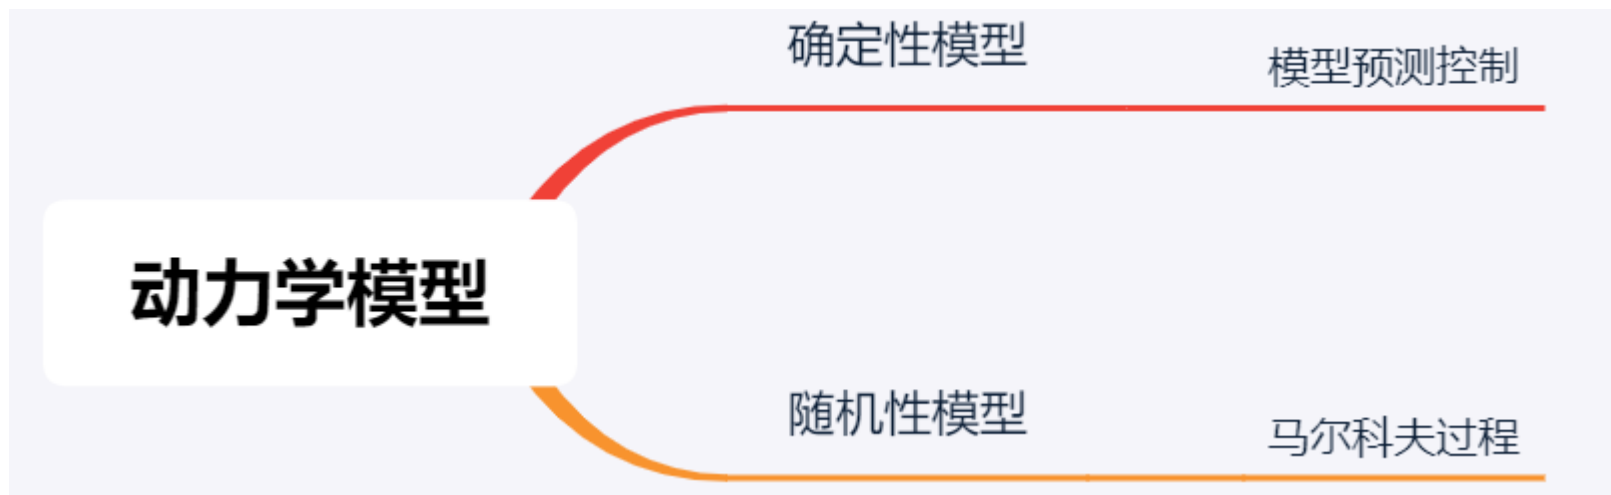 确定性模型
模型预测控制
动力学模型
随机性模型
马尔科夫过程